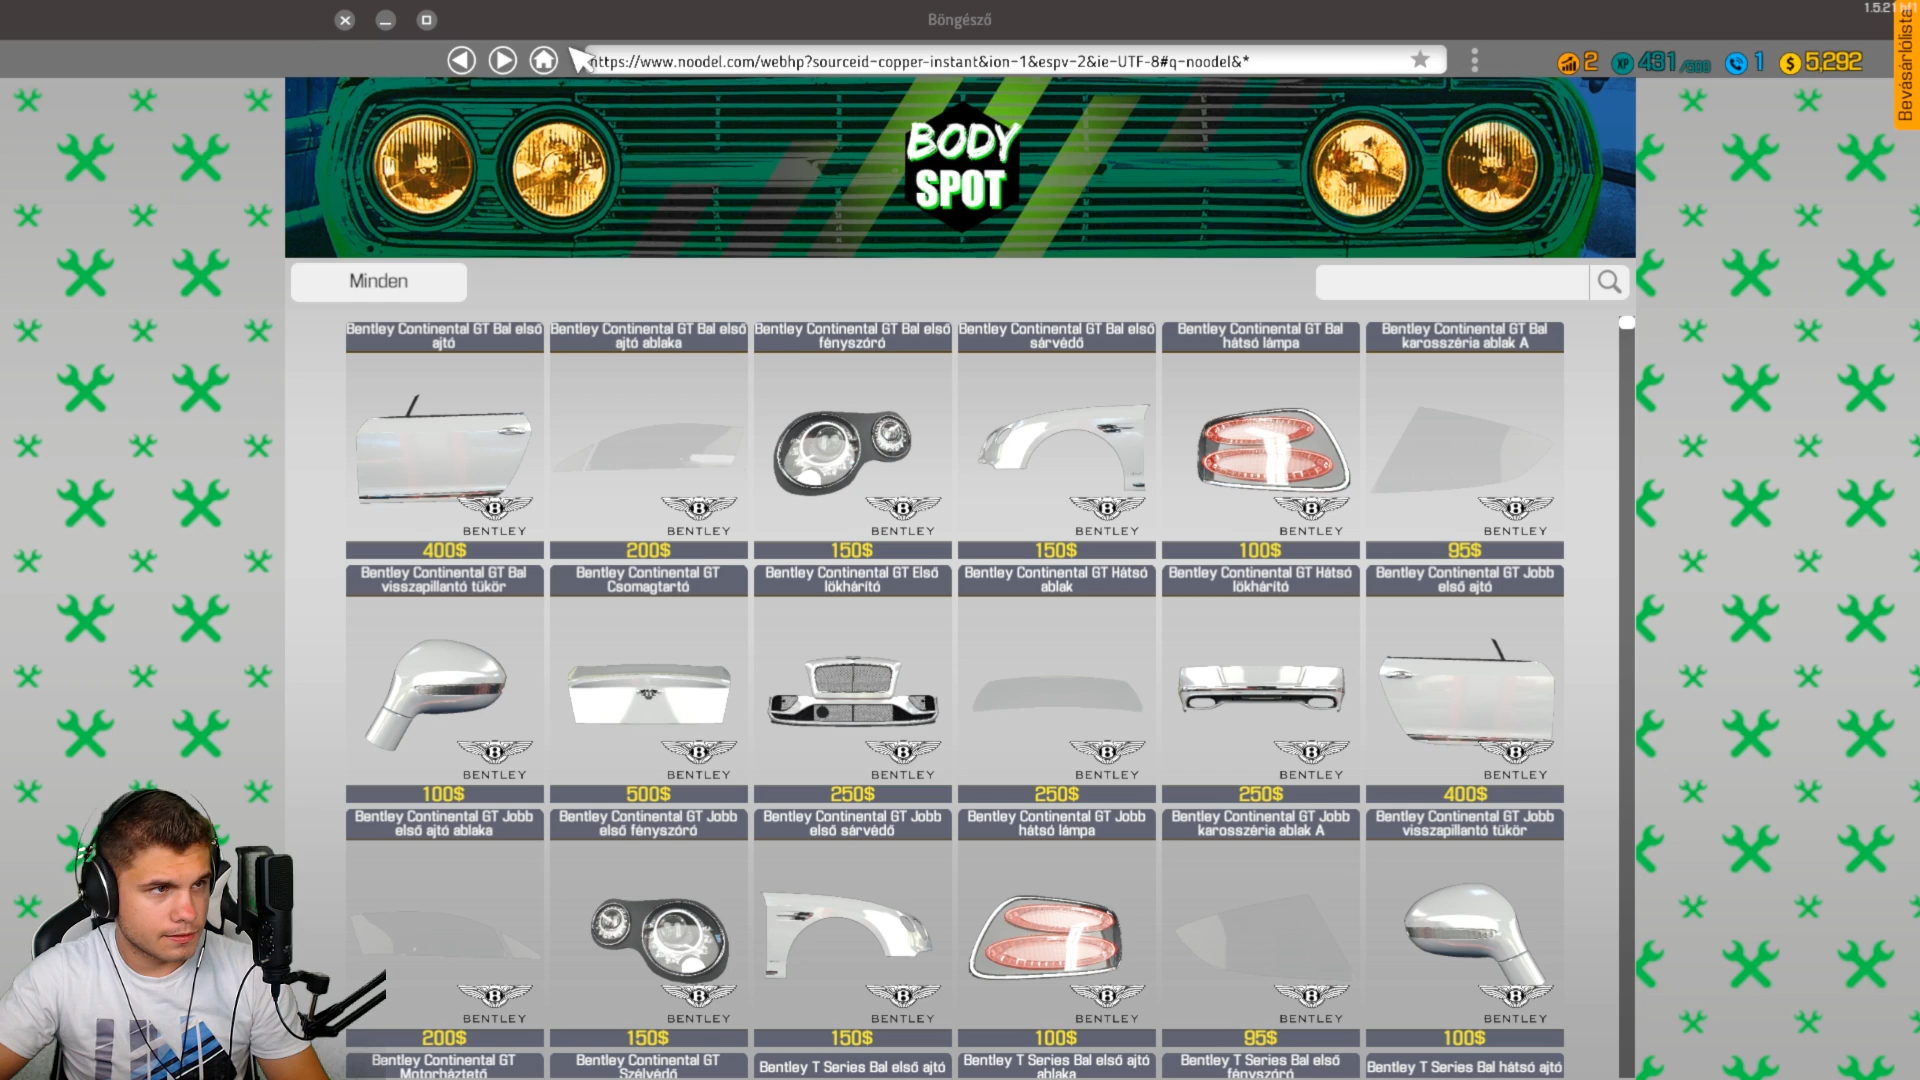 1.5.21
Böngésző
https://www.noodel.com/webhp?sourceid-copper-instant&ion-1&espv-2&ie-UTF-8#q-noodel&*
2
XP 431
1
$ 5,292
Bevásárlólista
BODY
SPOT
Minden
Bentley Continental GT Bal első
ajtó
Bentley Continental GT Bal első
ajtó ablaka
Bentley Continental GT Bal első
fényszóró
Bentley Continental GT Bal első
sárvédő
Bentley Continental GT Bal
hátsó lámpa
Bentley Continental GT Bal
karosszéria ablak A
B
BENTLEY
B
BENTLEY
B
BENTLEY
B
BENTLEY
B
BENTLEY
B
BENTLEY
400$
200$
150$
150$
100$
95$
Bentley Continental GT Bal
visszapillantó tükör
Bentley Continental GT
Csomagtartó
Bentley Continental GT Első
lökhárító
Bentley Continental GT Hátsó
ablak
Bentley Continental GT Hátsó
lökhárító
Bentley Continental GT Jobb
első ajtó
B
BENTLEY
B
BENTLEY
B
BENTLEY
B
BENTLEY
B
BENTLEY
B
BENTLEY
100$
500$
250$
250$
250$
400$
Bentley Continental GT Jobb
első ajtó ablaka
Bentley Continental GT Jobb
első fényszóró
Bentley Continental GT Jobb
első sárvédő
Bentley Continental GT Jobb
hátsó lámpa
Bentley Continental GT Jobb
karosszéria ablak A
Bentley Continental GT Jobb
visszapillantó tükör
B
BENTLEY
B
BENTLEY
B
BENTLEY
B
BENTLEY
B
BENTLEY
B
BENTLEY
200$
150$
150$
100$
95$
100$
Bentley Continental GT
Motorháztető
Bentley Continental GT
Szélvédő
Bentley T Series Bal első ajtó
Bentley T Series Bal első ajtó
ablaka
Bentley T Series Bal első
fényszóró
Bentley T Series Bal hátsó ajtó